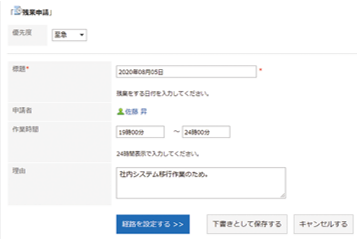 「残業申請」
優先度 至急
標題* 2020年08月05日 *
残業をする日付を入力してください。
申請者 佐藤 昇
作業時間 19時00分 ～ 24時00分
24時間表示で入力してください。
理由 社内システム移行作業のため。
経路を設定する >> 下書きとして保存する キャンセルする